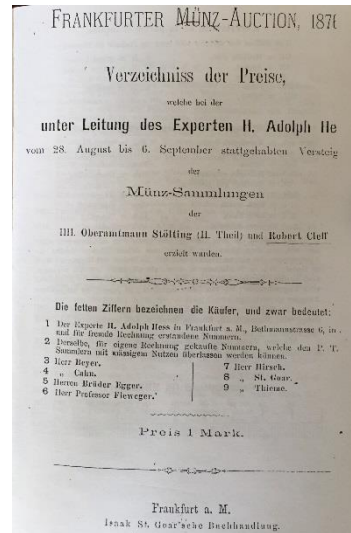 FRANKFURTER MÜNZ-AUCTION, 187
Verzeichniss der Preise,
welche bei der
unter Leitung des Experten H. Adolph He
vom 28. August bis 6. September stattgehabten Versteig
der
Münz-Sammlungen
der
HH. Oberamtmann Stölting (II. Theil) und Robert Cleff
erzielt wurden.
Die fetten Ziffern bezeichnen die Käufer, und zwar bedeutet:
1 Der Experte H. Adolph Hess in Frankfurt a. M., Bethmannstrasse 6, in
und für fremde Rechnung erstandene Nummern.
2 Derselbe, für eigene Rechnung gekaufte Nummern, welche den P. T.
Sammlern mit mässigem Nutzen überlassen werden können.
3 Herr Beyer.
4 „ Cahn.
5 Herren Brüder Egger.
6 Herr Professor Fieweger.
7 Herr Hirsch.
8 „ St. Goar.
9 „ Thieme.
Preis 1 Mark.
Frankfurt a. M.
Isaak St. Goar'sche Buchhandlung.